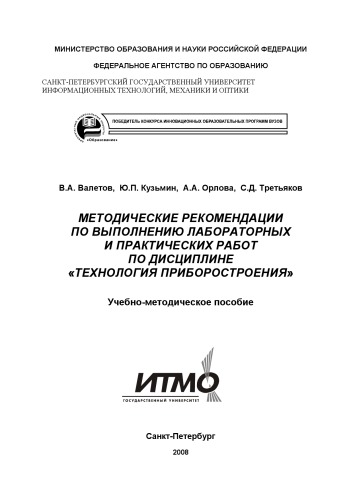 МИНИСТЕРСТВО ОБРАЗОВАНИЯ И НАУКИ РОССИЙСКОЙ ФЕДЕРАЦИИ
ФЕДЕРАЛЬНОЕ АГЕНТСТВО ПО ОБРАЗОВАНИЮ
САНКТ-ПЕТЕРБУРГСКИЙ ГОСУДАРСТВЕННЫЙ УНИВЕРСИТЕТ
ИНФОРМАЦИОННЫХ ТЕХНОЛОГИЙ, МЕХАНИКИ И ОПТИКИ
ПОБЕДИТЕЛЬ КОНКУРСА ИННОВАЦИОННЫХ ОБРАЗОВАТЕЛЬНЫХ ПРОГРАММ ВУЗОВ
«Образование»
В.А. Валетов, Ю.П. Кузьмин, А.А. Орлова, С.Д. Третьяков
МЕТОДИЧЕСКИЕ РЕКОМЕНДАЦИИ
ПО ВЫПОЛНЕНИЮ ЛАБОРАТОРНЫХ
И ПРАКТИЧЕСКИХ РАБОТ
ПО ДИСЦИПЛИНЕ
«ТЕХНОЛОГИЯ ПРИБОРОСТРОЕНИЯ»
Учебно-методическое пособие
ИТМО
ГОСУДАРСТВЕННЫЙ УНИВЕРСИТЕТ
Санкт-Петербург
2008